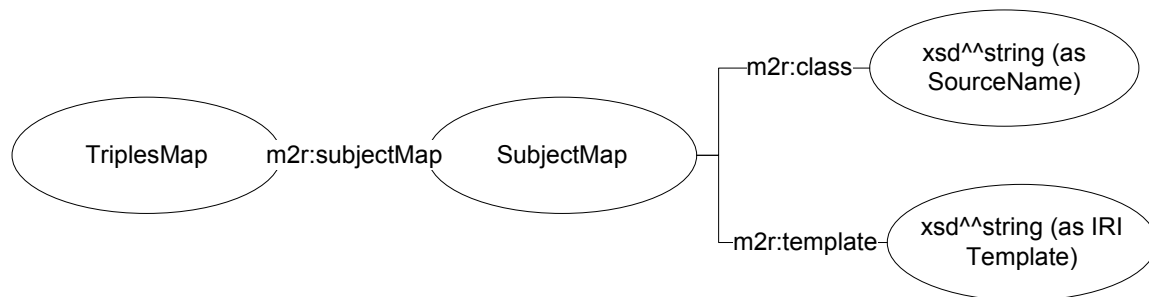 TriplesMap
m2r:subjectMap
SubjectMap
m2r:class
xsd^^string (as
SourceName)
m2r:template
xsd^^string (as IRI
Template)